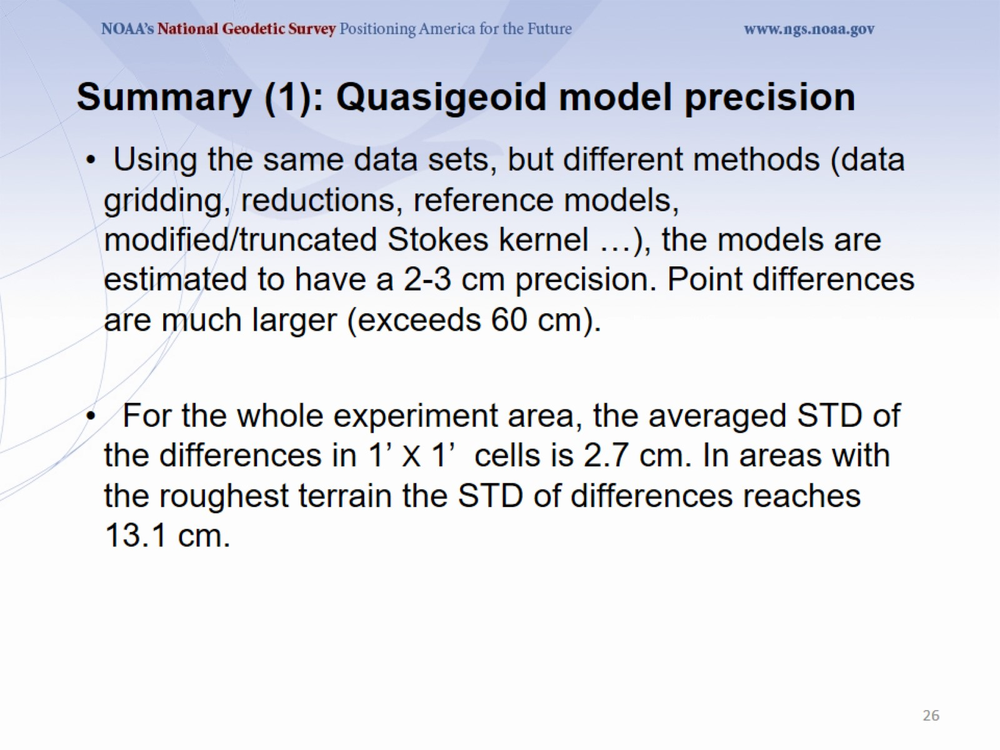 NOAA’s National Geodetic Survey Positioning America for the Future www.ngs.noaa.gov
Summary (1): Quasigeoid model precision
• Using the same data sets, but different methods (data
gridding, reductions, reference models,
modified/truncated Stokes kernel …), the models are
estimated to have a 2-3 cm precision. Point differences
are much larger (exceeds 60 cm).
• For the whole experiment area, the averaged STD of
the differences in 1’ X 1’ cells is 2.7 cm. In areas with
the roughest terrain the STD of differences reaches
13.1 cm.
26